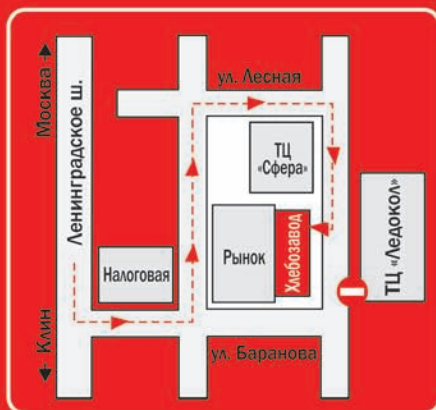 Москва
Ленинградское ш.
Клин
ул. Лесная
ТЦ
«Сфера»
Налоговая
Рынок
Хлебозавод
ТЦ «Ледокол»
ул. Баранова